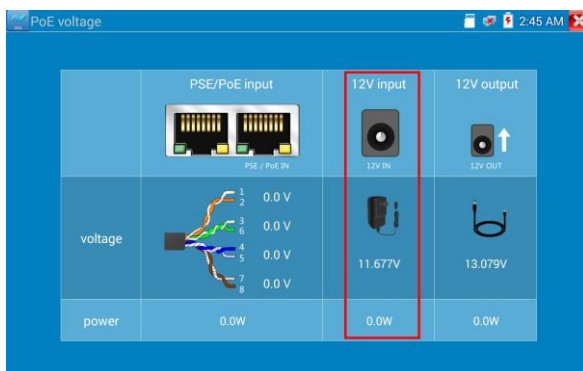 PoE voltage
2:45 AM
PSE/PoE input
12V input
12V output
PSE / PoE IN
12V IN
12V OUT
voltage
1
2
0.0 V
3
6
0.0 V
4
5
0.0 V
7
8
0.0 V
11.677V
13.079V
power
0.0W
0.0W
0.0W